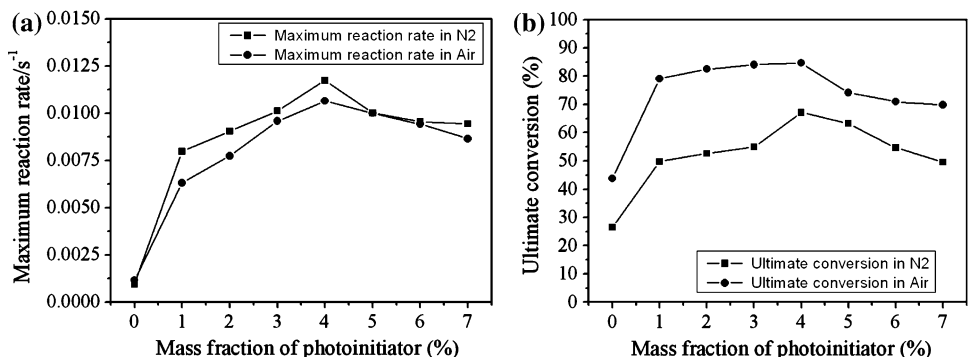 (a)
0.0150
0.0125
0.0100
0.0075
0.0050
0.0025
0.0000
Maximum reaction rate/s-1
Maximum reaction rate in N2
Maximum reaction rate in Air
0 1 2 3 4 5 6 7
Mass fraction of photoinitiator (%)
(b)
100
90
80
70
60
50
40
30
20
10
0
Ultimate conversion (%)
Ultimate conversion in N2
Ultimate conversion in Air
0 1 2 3 4 5 6 7
Mass fraction of photoinitiator (%)